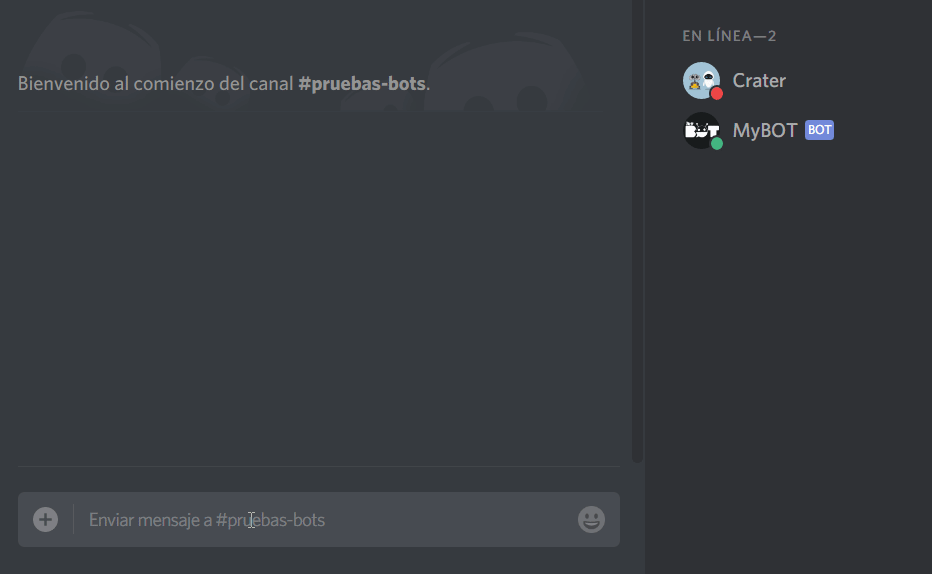 Bienvenido al comienzo del canal #pruebas-bots.
Enviar mensaje a #pruebas-bots
EN LÍNEA—2
Crater
MyBOT BOT